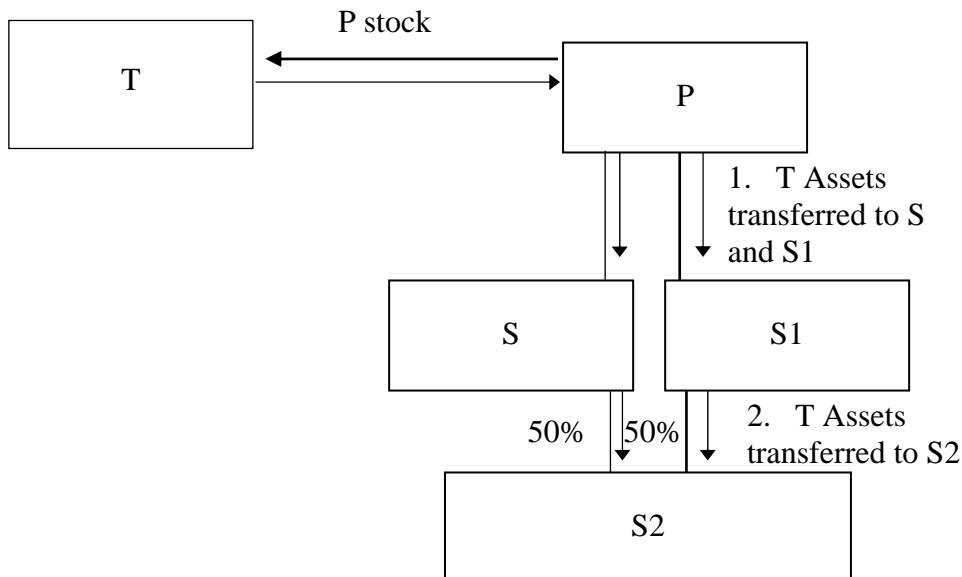 P stock
T
P
1. T Assets
transferred to S
and S1
S
S1
50%
50%
2. T Assets
transferred to S2
S2